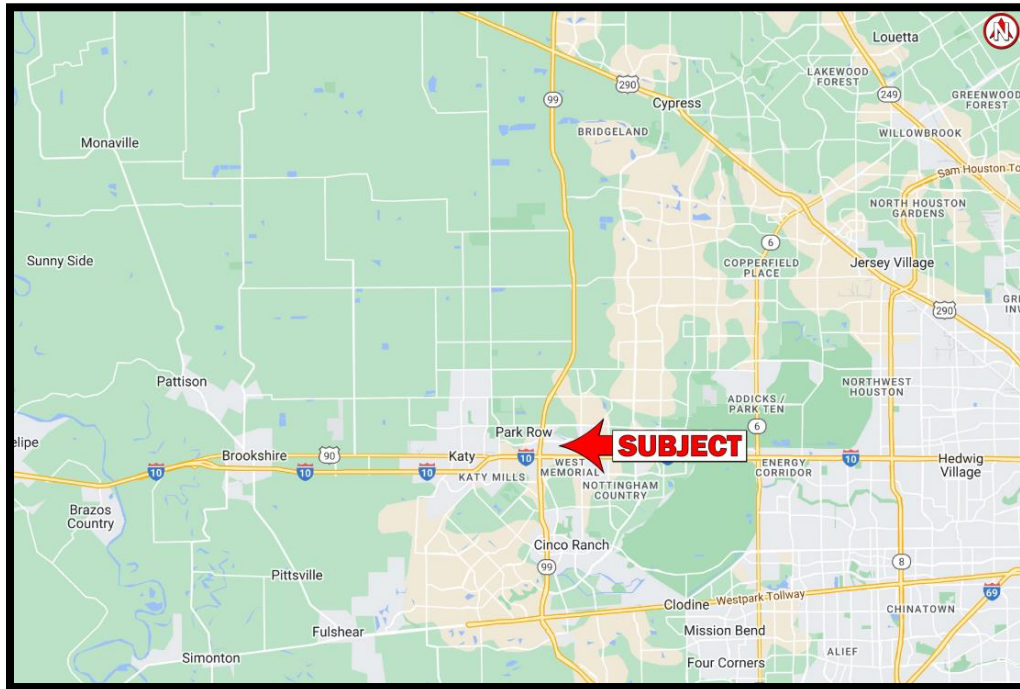 Louetta
N
LAKEWOOD
FOREST
290
99
249
GREENWOOD
FOREST
Cypress
BRIDGELAND
WILLOWBROOK
Monaville
Sam Houston To
NORTH HOUSTON
GARDENS
6
Sunny Side
COPPERFIELD
PLACE
Jersey Village
290
Pattison
NORTHWEST
HOUSTON
ADDICKS /
PARK TEN
6
elipe
Park Row
SUBJECT
Brookshire
90
Katy
10
10
10
10
10
WEST
MEMORIAL
ENERGY
CORRIDOR
Hedwig
Village
KATY MILLS
NOTTINGHAM
COUNTRY
Brazos
Country
Cinco Ranch
99
8
Pittsville
69
Westpark Tollway
Clodine
CHINATOWN
Fulshear
Mission Bend
ALIEF
Simonton
Four Corners